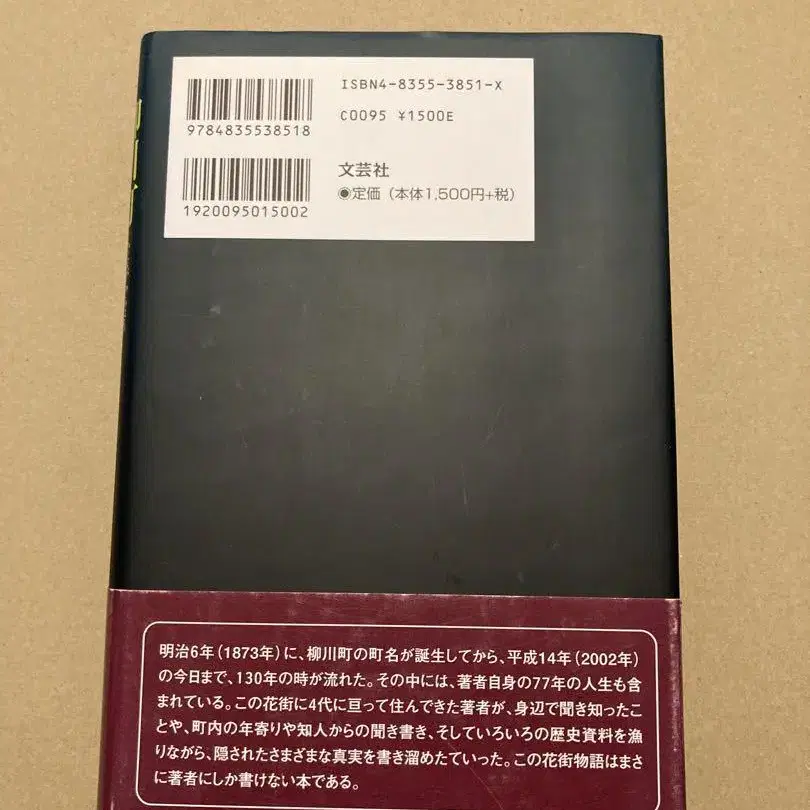 ISBN4-8355-3851-X
9784835538518
C0095 ¥1500E
文芸社
1920095015002
◉定価（本体1,500円+税）
明治6年（1873年）に、柳川町の町名が誕生してから、平成14年（2002年）
の今日まで、130年の時が流れた。その中には、著者自身の77年の人生も含
まれている。この花街に4代に亘って住んできた著者が、身辺で聞き知ったこ
とや、町内の年寄りや知人からの聞き書き、そしていろいろの歴史資料を漁
りながら、隠されたさまざまな真実を書き溜めたていった。この花街物語はまさ
に著者にしか書けない本である。